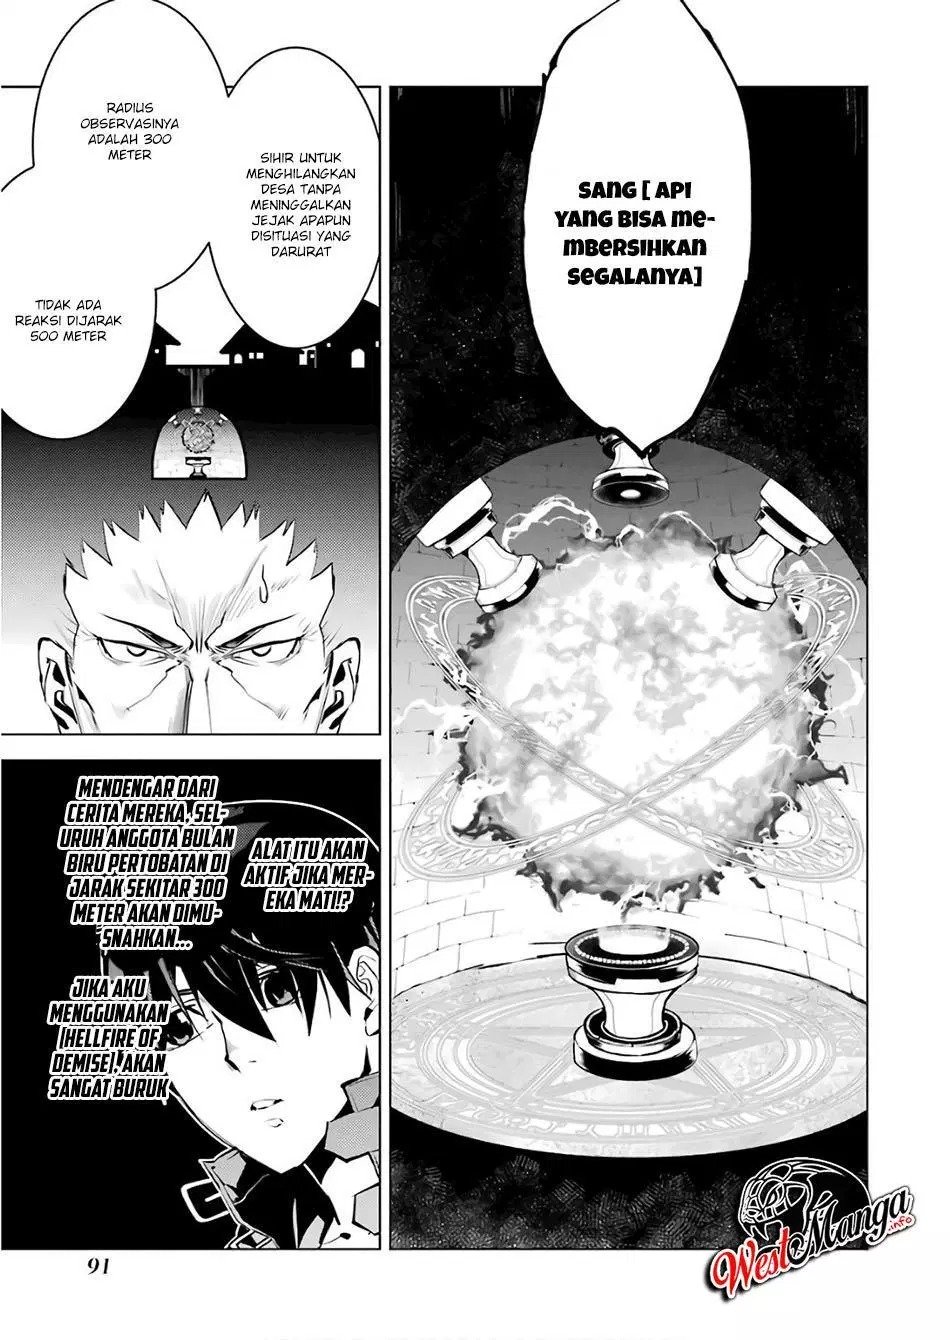 SANG [ API
YANG BISA ME-
MBERSIHKAN
SEGALANYA]
SIHIR UNTUK
MENGHILANGKAN
DESA TANPA
MENINGGALKAN
JEJAK APAPUN
DISITUASI YANG
DARURAT
RADIUS
OBSERVASINYA
ADALAH 300
METER
TIDAK ADA
REAKSI DIJARAK
500 METER
ALAT ITU AKAN
AKTIF JIKA MER-
EKA MATI!?
MENDENGAR DARI
CERITA MEREKA, SEL-
URUH ANGGOTA BULAN
BIRU PERTOBATAN DI
JARAK SEKITAR 300
METER AKAN DIMU-
SNAHKAN...
JIKA AKU
MENGGUNAKAN
[HELLFIRE OF
DEMISE], AKAN
SANGAT BURUK
91
WestManga
.info